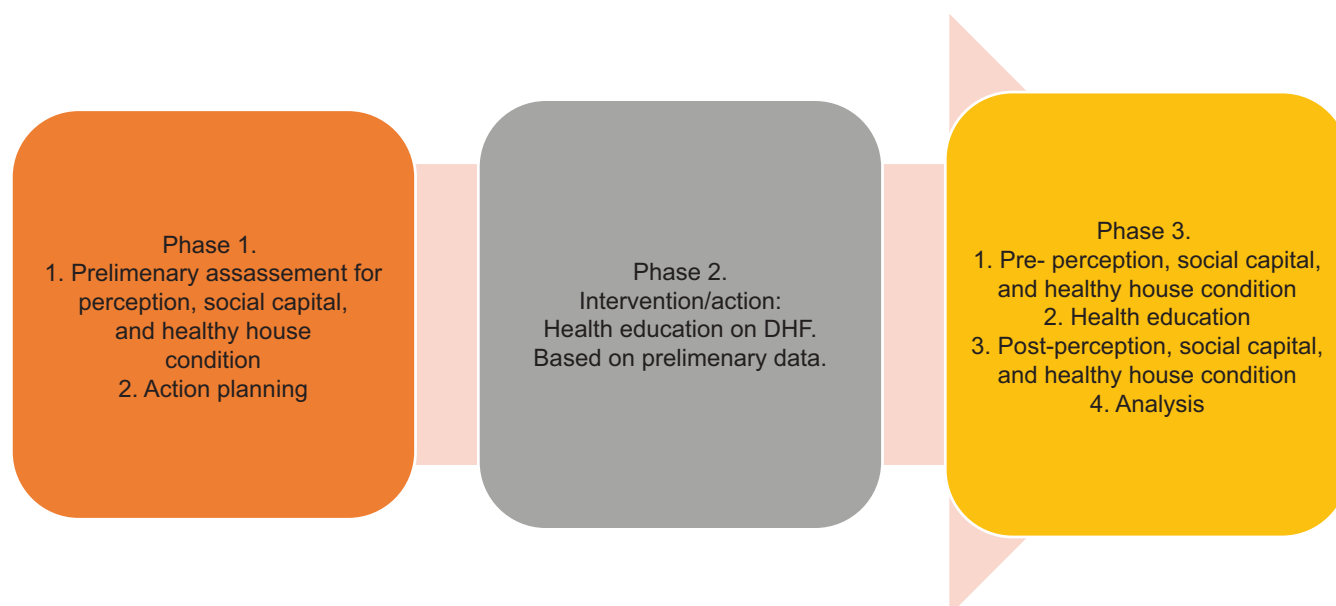 Phase 1.
1. Prelimenary assassement for
perception, social capital,
and healthy house
condition
2. Action planning
Phase 2.
Intervention/action:
Health education on DHF.
Based on prelimenary data.
Phase 3.
1. Pre- perception, social capital,
and healthy house condition
2. Health education
3. Post-perception, social capital,
and healthy house condition
4. Analysis